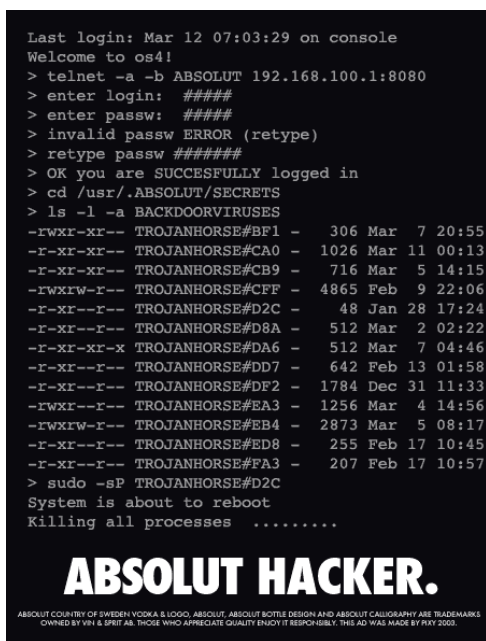 Last login: Mar 12 07:03:29 on console
Welcome to os4!
> telnet -a -b ABSOLUT 192.168.100.1:8080
> enter login:  #####
> enter passw:  #####
> invalid passw ERROR (retype)
> retype passw #######
> OK you are SUCCESFULLY logged in
> cd /usr/.ABSOLUT/SECRETS
> ls -l -a BACKDOORVIRUSES
-rwxr-xr-- TROJANHORSE#BF1 -   306 Mar  7 20:55
-r-xr-xr-- TROJANHORSE#CA0 -  1026 Mar 11 00:13
-r-xr-xr-- TROJANHORSE#CB9 -   716 Mar  5 14:15
-rwxrw-r-- TROJANHORSE#CFF -  4865 Feb  9 22:06
-r-xr--r-- TROJANHORSE#D2C -    48 Jan 28 17:24
-r-xr--r-- TROJANHORSE#D8A -   512 Mar  2 02:22
-r-xr-xr-x TROJANHORSE#DA6 -   512 Mar  7 04:46
-r-xr--r-- TROJANHORSE#DD7 -   642 Feb 13 01:58
-r-xr--r-- TROJANHORSE#DF2 -  1784 Dec 31 11:33
-rwxr--r-- TROJANHORSE#EA3 -  1256 Mar  4 14:56
-rwxrw-r-- TROJANHORSE#EB4 -  2873 Mar  5 08:17
-r-xr--r-- TROJANHORSE#ED8 -   255 Feb 17 10:45
-r-xr--r-- TROJANHORSE#FA3 -   207 Feb 17 10:57
> sudo -sP TROJANHORSE#D2C
System is about to reboot
Killing all processes  .........
ABSOLUT HACKER.
ABSOLUT COUNTRY OF SWEDEN VODKA & LOGO, ABSOLUT, ABSOLUT BOTTLE DESIGN AND ABSOLUT CALLIGRAPHY ARE TRADEMARKS
OWNED BY VIN & SPRIT AB. THOSE WHO APPRECIATE QUALITY ENJOY IT RESPONSIBLY. THIS AD WAS MADE BY PIXY 2003.